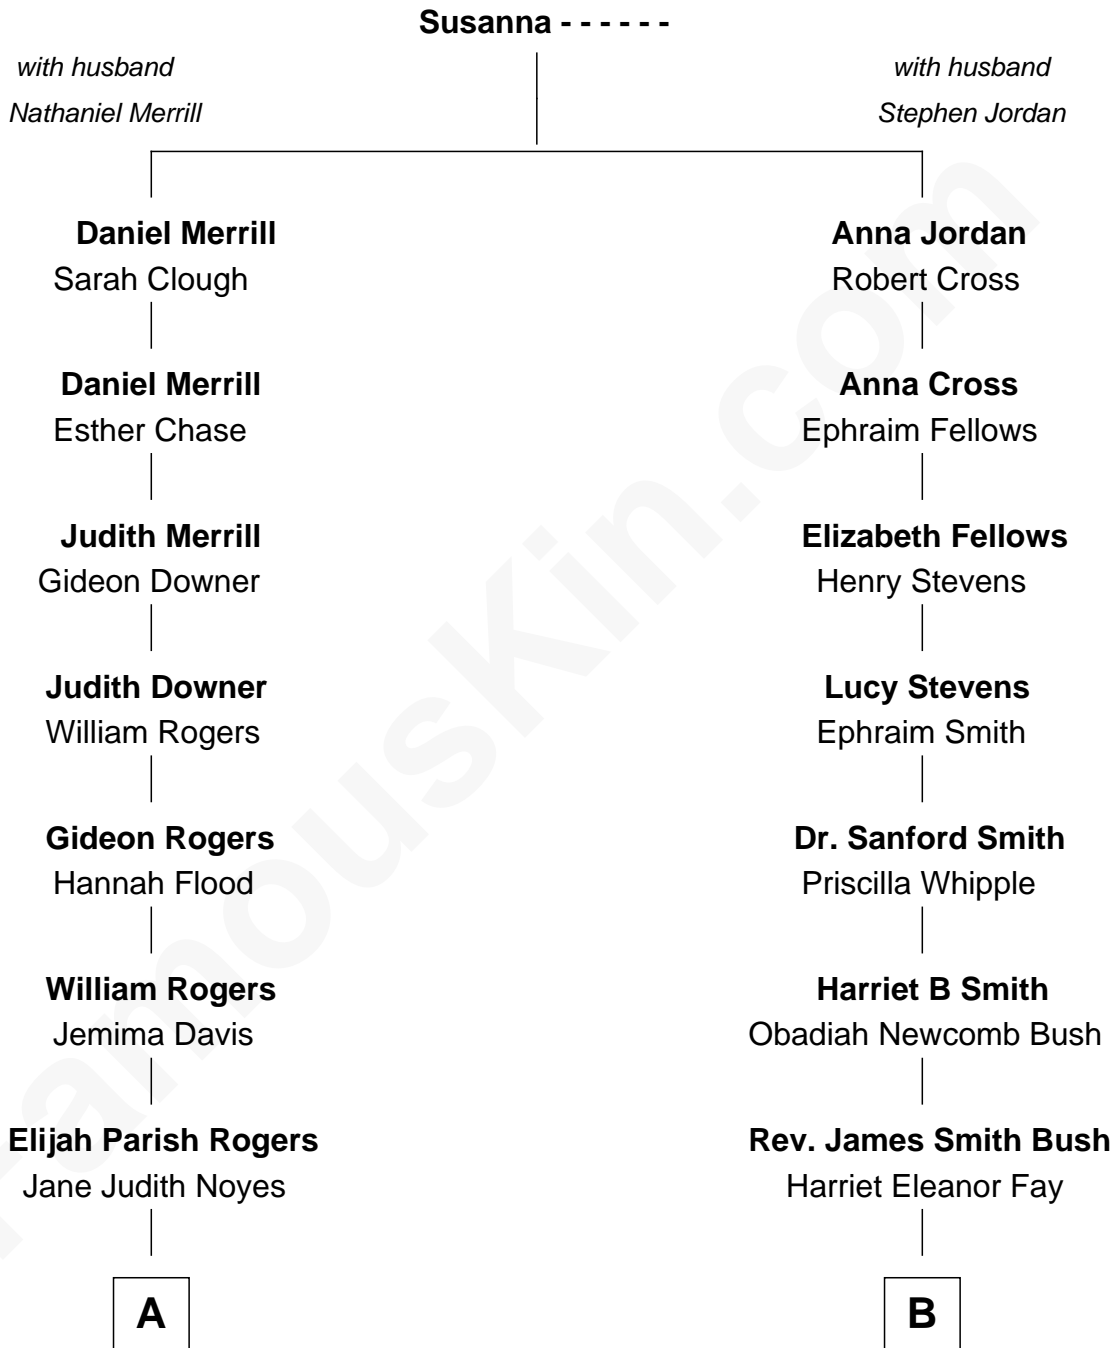 Susanna - - - - - -
with husband
Nathaniel Merrill
with husband
Stephen Jordan
Daniel Merrill
Sarah Clough
Anna Jordan
Robert Cross
Daniel Merrill
Esther Chase
Anna Cross
Ephraim Fellows
Judith Merrill
Gideon Downer
Elizabeth Fellows
Henry Stevens
Judith Downer
William Rogers
Lucy Stevens
Ephraim Smith
Gideon Rogers
Hannah Flood
Dr. Sanford Smith
Priscilla Whipple
William Rogers
Jemima Davis
Harriet B Smith
Obadiah Newcomb Bush
Elijah Parish Rogers
Jane Judith Noyes
Rev. James Smith Bush
Harriet Eleanor Fay
A
B
FamousKin.com